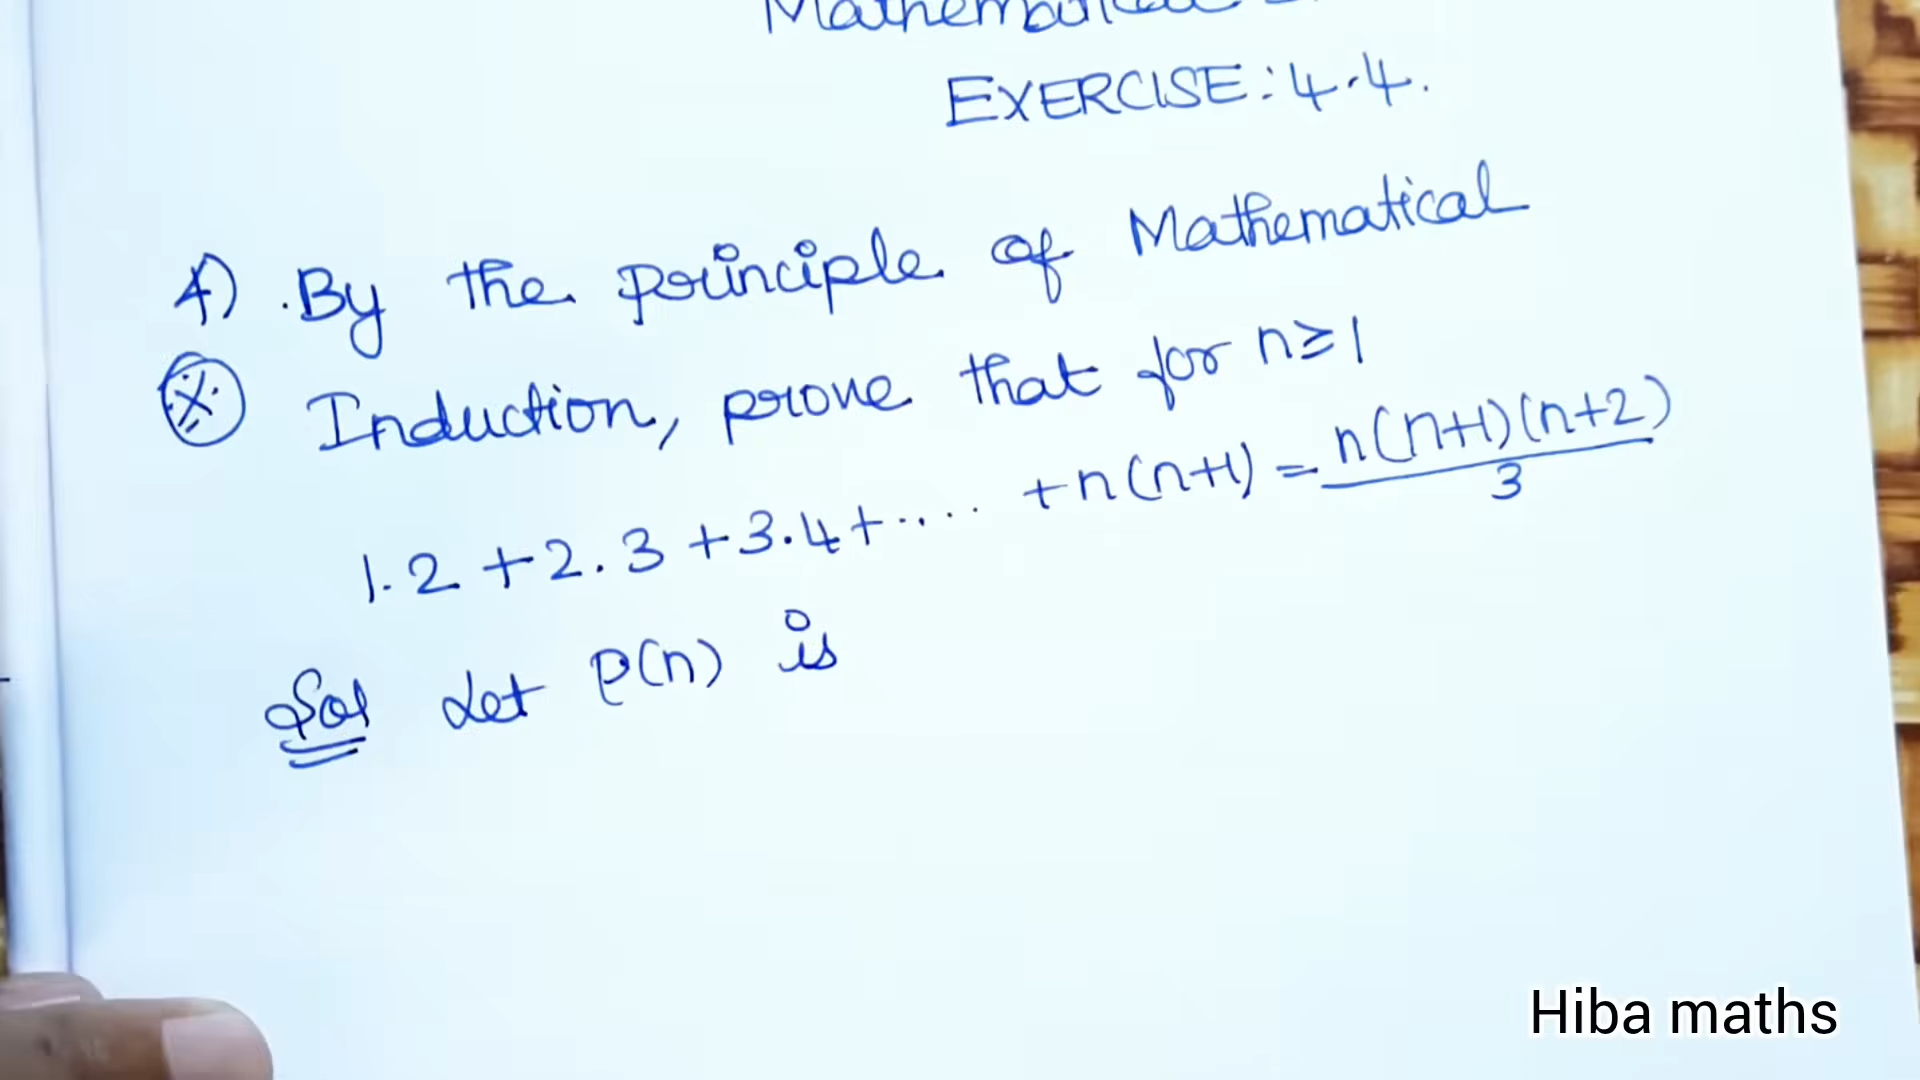 EXERCISE: 4.4.
4) .By the principle of Mathematical
Induction, prove that for n≥1
1.2 + 2.3 + 3.4 + ..... + n(n+1) = n(n+1)(n+2)/3
Sol Let P(n) is
Hiba maths